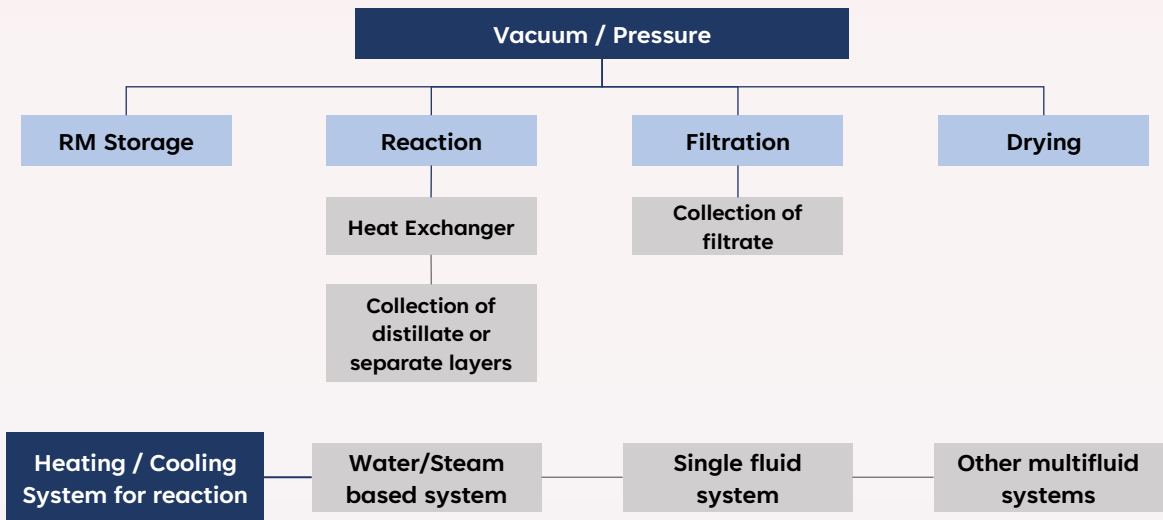 Vacuum / Pressure
RM Storage
Reaction
Filtration
Drying
Heat Exchanger
Collection of
filtrate
Collection of
distillate or
separate layers
Heating / Cooling
System for reaction
Water/Steam
based system
Single fluid
system
Other multifluid
systems